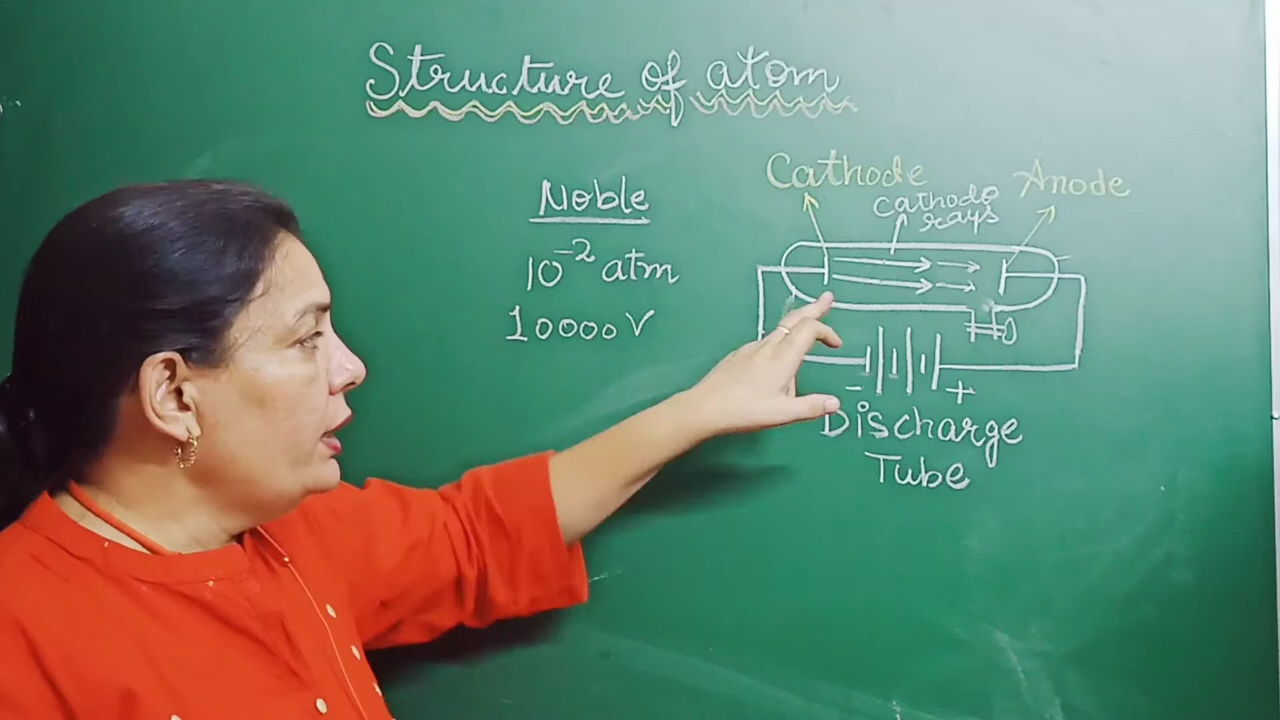 Structure of atom
Noble
10⁻² atm
10000 V
Cathode
Anode
cathode
rays
- +
Discharge
Tube